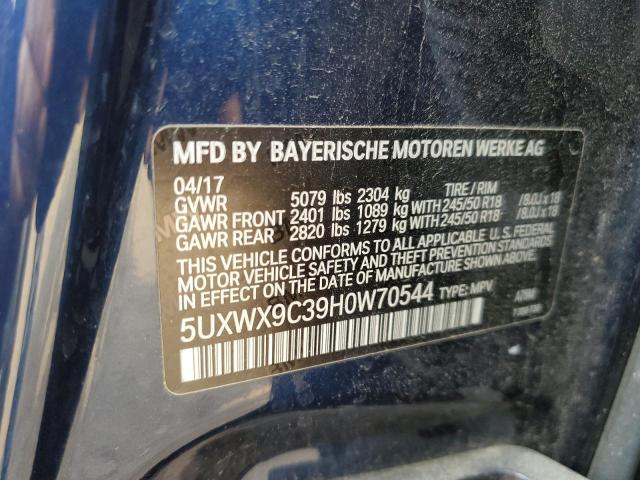 MFD BY BAYERISCHE MOTOREN WERKE AG
04/17 TIRE / RIM
GVWR 5079 lbs 2304 kg
GAWR FRONT 2401 lbs 1089 kg WITH 245/50 R18 / 8.0J x 18
GAWR REAR 2820 lbs 1279 kg WITH 245/50 R18 / 8.0J x 18
THIS VEHICLE CONFORMS TO ALL APPLICABLE U.S. FEDERAL
MOTOR VEHICLE SAFETY AND THEFT PREVENTION STANDARDS
IN EFFECT ON THE DATE OF MANUFACTURE SHOWN ABOVE.
5UXWX9C39H0W70544 TYPE: MPV